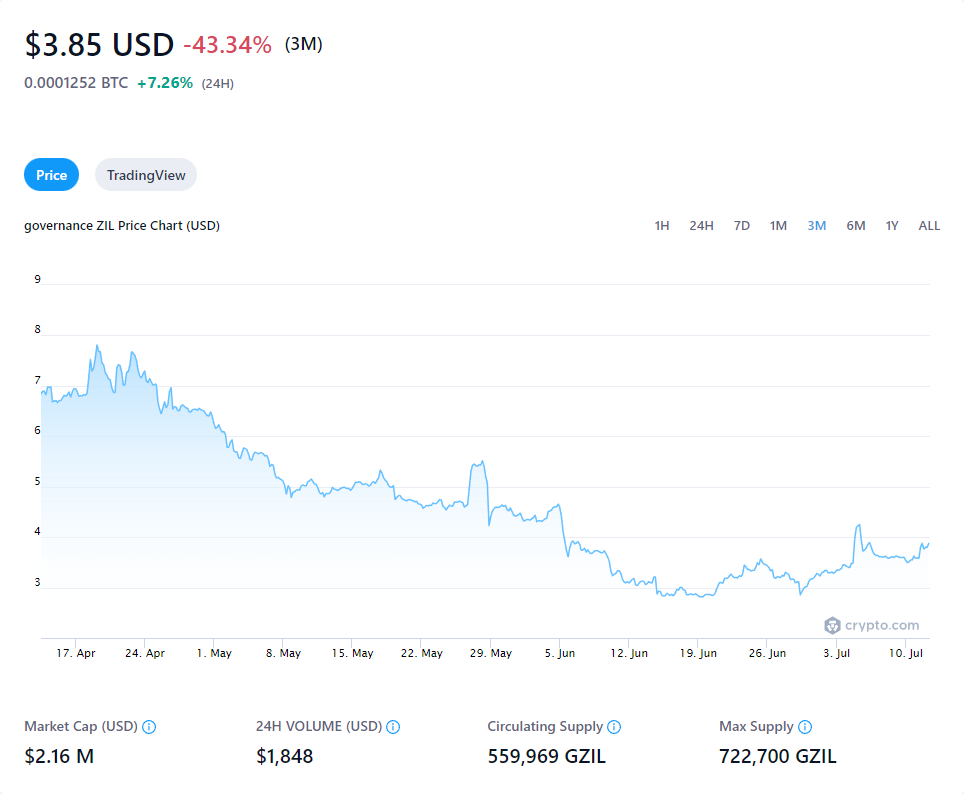 $3.85 USD -43.34% (3M)
0.0001252 BTC +7.26% (24H)
Price TradingView
governance ZIL Price Chart (USD) 1H 24H 7D 1M 3M 6M 1Y ALL
9
8
7
6
5
4
3
crypto.com
17. Apr 24. Apr 1. May 8. May 15. May 22. May 29. May 5. Jun 12. Jun 19. Jun 26. Jun 3. Jul 10. Jul
Market Cap (USD) 24H VOLUME (USD) Circulating Supply Max Supply
$2.16 M $1,848 559,969 GZIL 722,700 GZIL